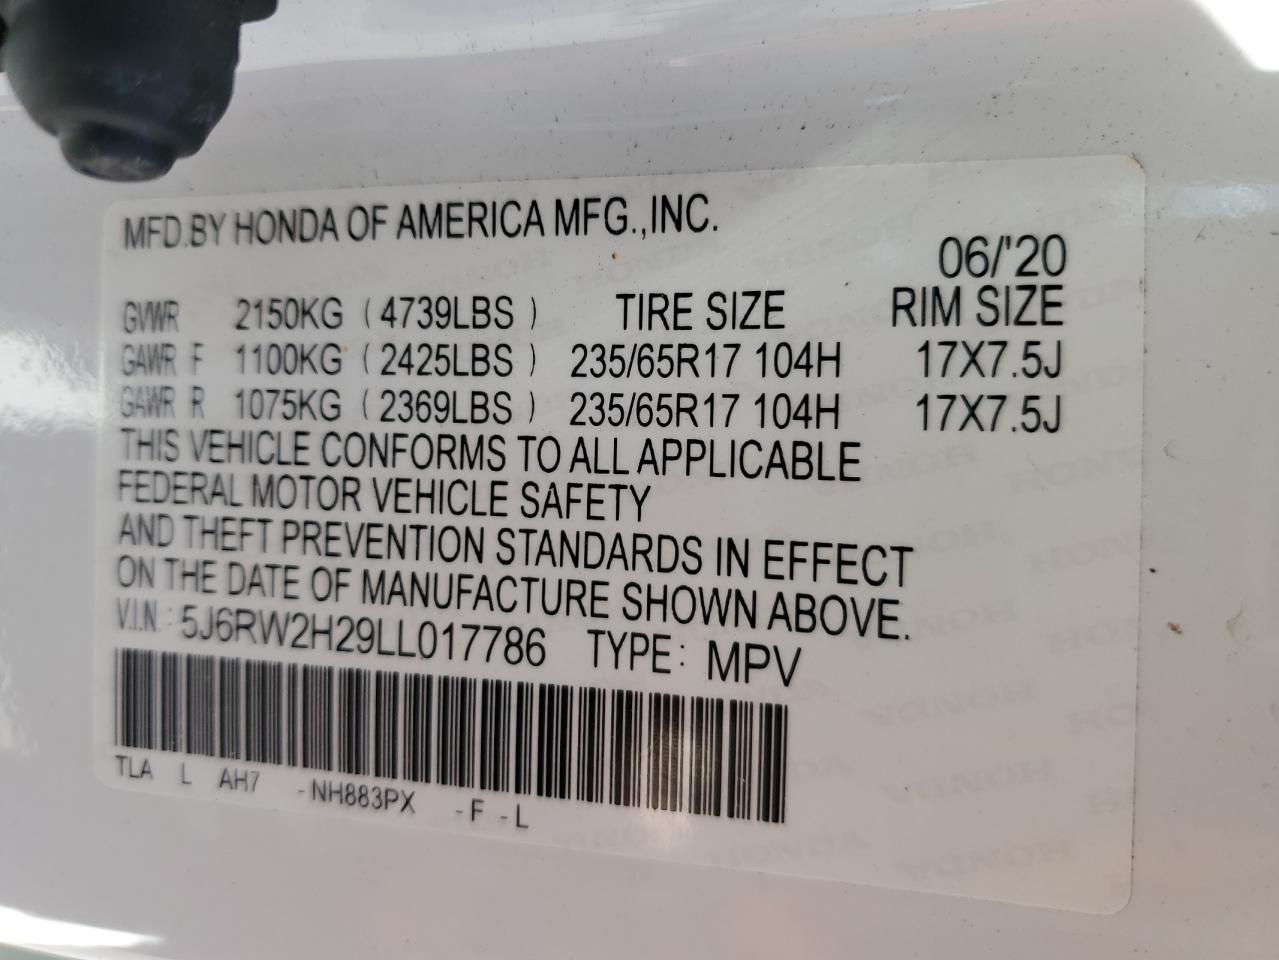 MFD.BY HONDA OF AMERICA MFG.,INC.
06/'20
GVWR 2150KG ( 4739LBS ) TIRE SIZE RIM SIZE
GAWR F 1100KG ( 2425LBS ) 235/65R17 104H 17X7.5J
GAWR R 1075KG ( 2369LBS ) 235/65R17 104H 17X7.5J
THIS VEHICLE CONFORMS TO ALL APPLICABLE
FEDERAL MOTOR VEHICLE SAFETY
AND THEFT PREVENTION STANDARDS IN EFFECT
ON THE DATE OF MANUFACTURE SHOWN ABOVE.
V.I.N.: 5J6RW2H29LL017786 TYPE: MPV
TLA L AH7 -NH883PX -F -L